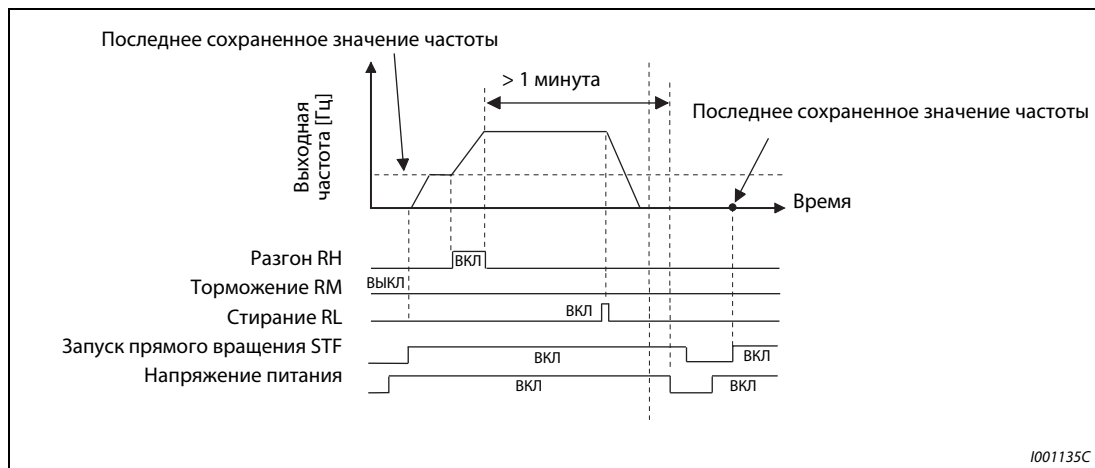 Последнее сохраненное значение частоты
> 1 минута
Последнее сохраненное значение частоты
Выходная
частота [Гц]
Время
Разгон RH
ВКЛ
Торможение RM
ВЫКЛ
Стирание RL
ВКЛ
Запуск прямого вращения STF
ВКЛ
ВКЛ
Напряжение питания
ВКЛ
ВКЛ
I001135C